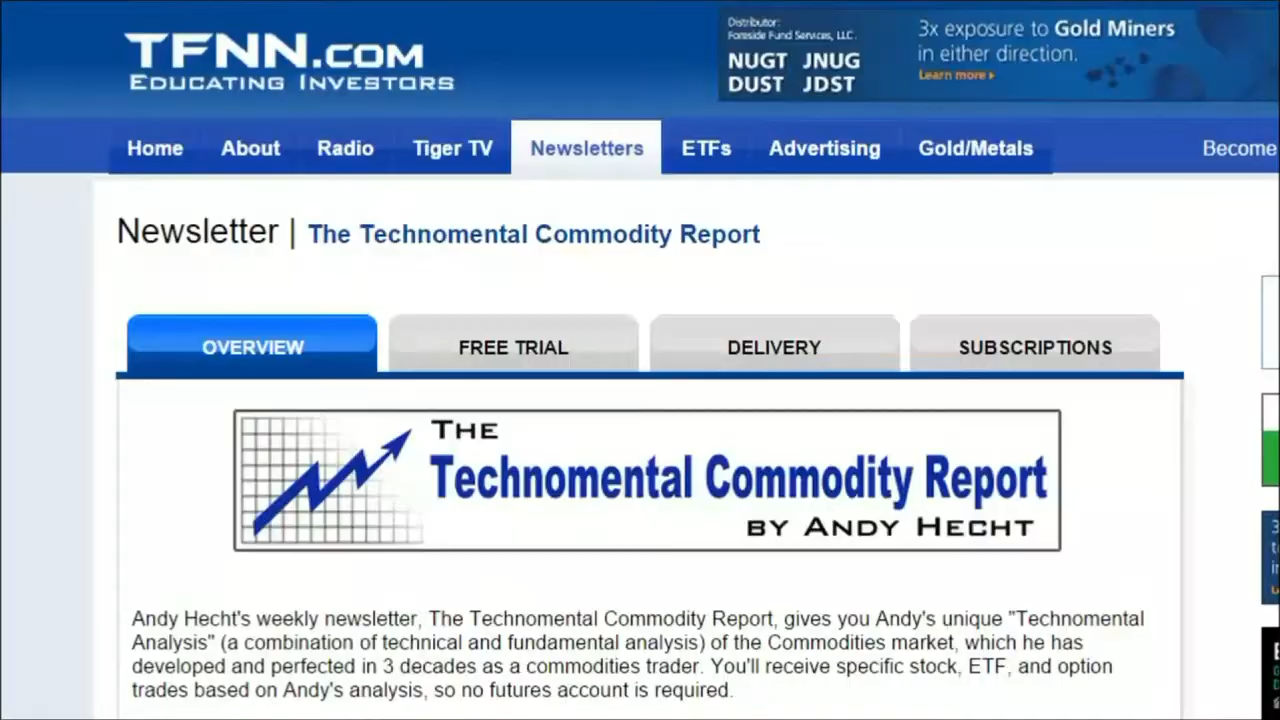 TFNN.COM
EDUCATING INVESTORS
Distributor:
Foreside Fund Services, LLC.
NUGT JNUG
DUST JDST
3x exposure to Gold Miners
in either direction.
Learn more
Home About Radio Tiger TV Newsletters ETFs Advertising Gold/Metals Become
Newsletter | The Technomental Commodity Report
OVERVIEW FREE TRIAL DELIVERY SUBSCRIPTIONS
THE
Technomental Commodity Report
BY ANDY HECHT
Andy Hecht's weekly newsletter, The Technomental Commodity Report, gives you Andy's unique "Technomental
Analysis" (a combination of technical and fundamental analysis) of the Commodities market, which he has
developed and perfected in 3 decades as a commodities trader. You'll receive specific stock, ETF, and option
trades based on Andy's analysis, so no futures account is required.